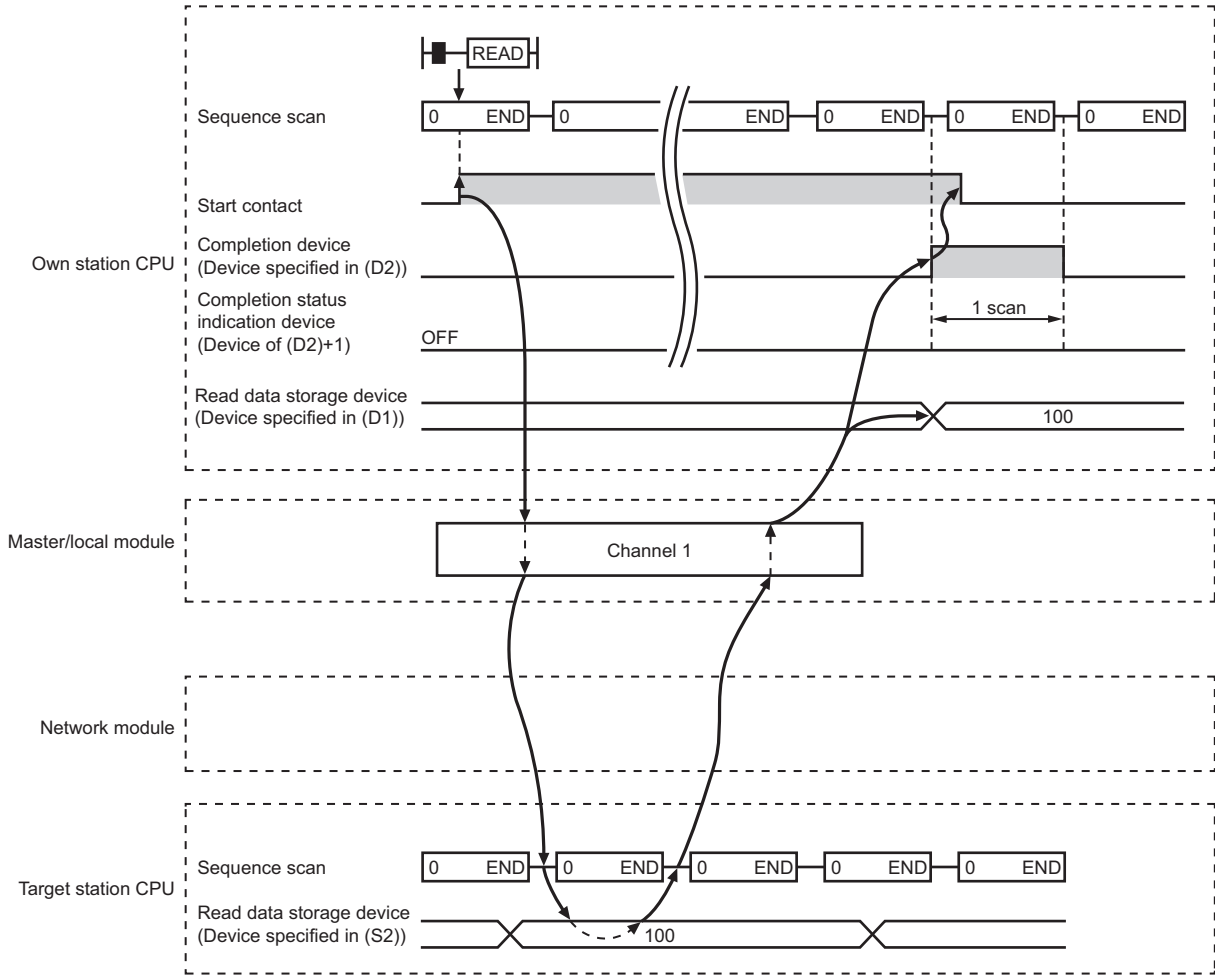 READ
Sequence scan
0 END 0 END 0 END 0 END 0 END
Start contact
Own station CPU
Completion device
(Device specified in (D2))
Completion status
indication device
(Device of (D2)+1)
OFF
1 scan
Read data storage device
(Device specified in (D1))
100
Master/local module
Channel 1
Network module
Target station CPU
Sequence scan
0 END 0 END 0 END 0 END 0 END
Read data storage device
(Device specified in (S2))
100